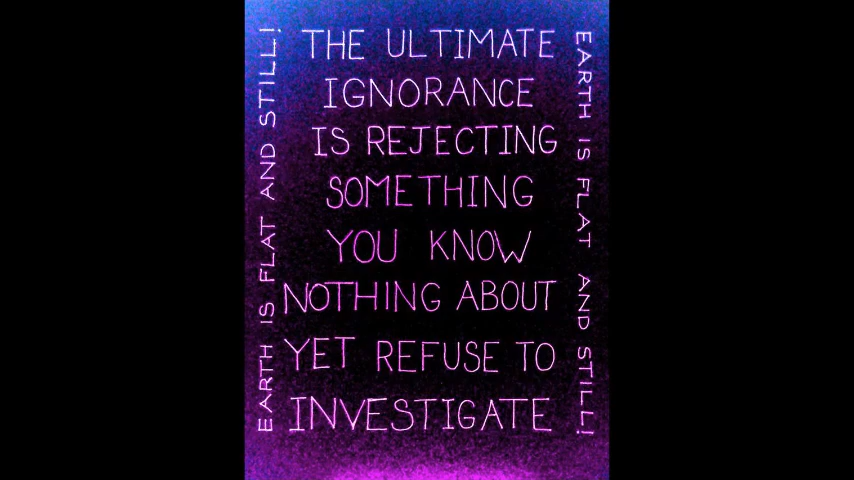 THE ULTIMATE
IGNORANCE
IS REJECTING
SOMETHING
YOU KNOW
NOTHING ABOUT
YET REFUSE TO
INVESTIGATE
EARTH IS FLAT AND STILL!
EARTH IS FLAT AND STILL!